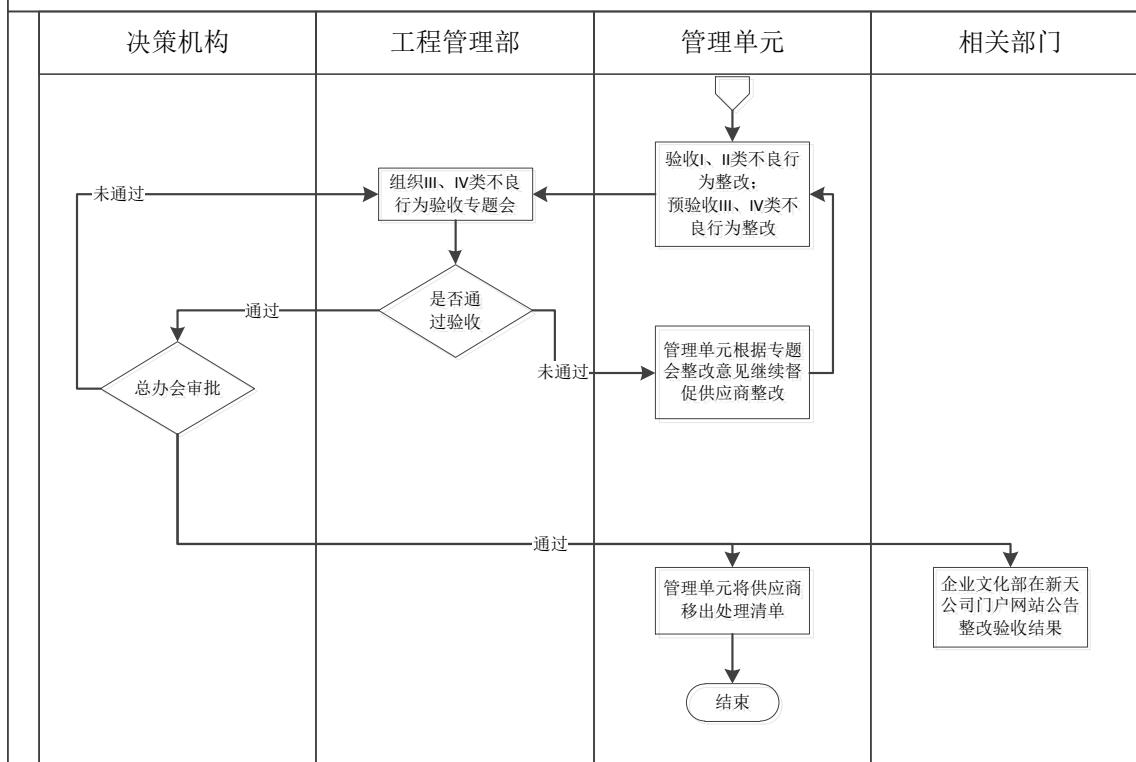 决策机构
工程管理部
管理单元
相关部门
验收I、II类不良行
为整改；
预验收III、IV类不
良行为整改
未通过
组织III、IV类不良
行为验收专题会
是否通
过验收
通过
未通过
管理单元根据专题
会整改意见继续督
促供应商整改
总办会审批
通过
管理单元将供应商
移出处理清单
企业文化部在新天
公司门户网站公告
整改验收结果
结束